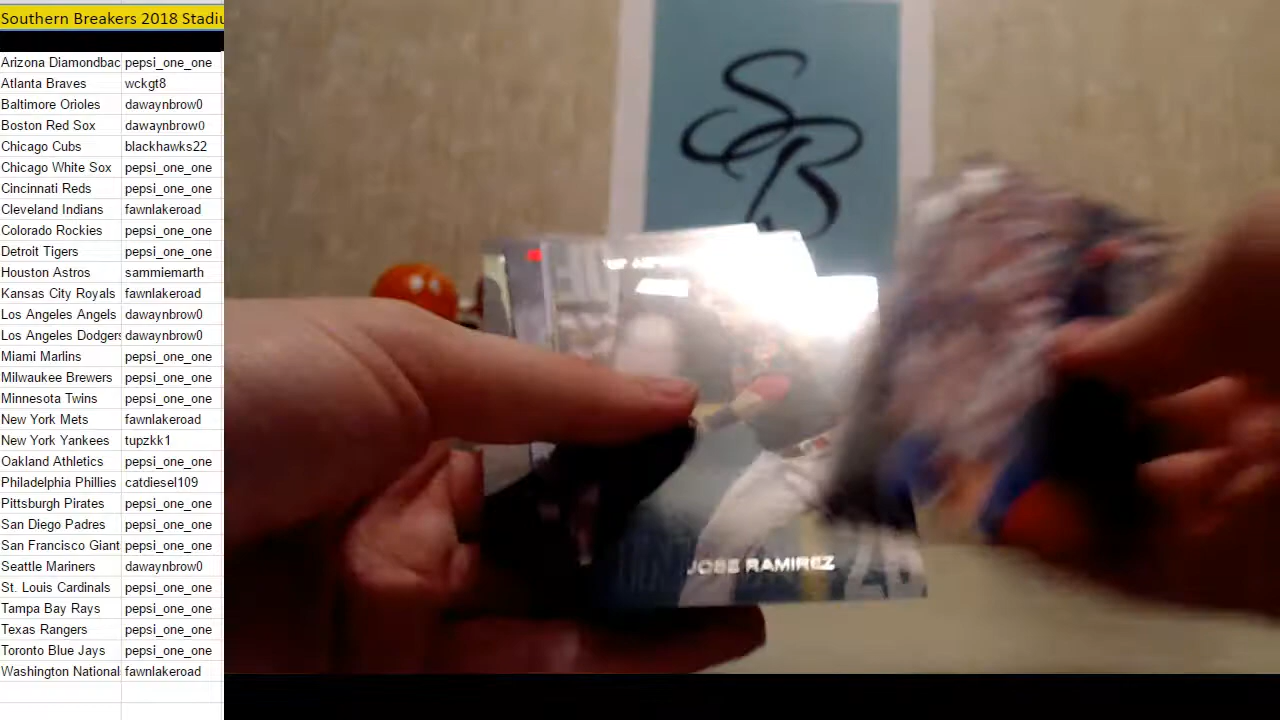 Southern Breakers 2018 Stadiu
Arizona Diamondbac pepsi_one_one
Atlanta Braves wckgt8
Baltimore Orioles dawaynbrow0
Boston Red Sox dawaynbrow0
Chicago Cubs blackhawks22
Chicago White Sox pepsi_one_one
Cincinnati Reds pepsi_one_one
Cleveland Indians fawnlakeroad
Colorado Rockies pepsi_one_one
Detroit Tigers pepsi_one_one
Houston Astros sammiemarth
Kansas City Royals fawnlakeroad
Los Angeles Angels dawaynbrow0
Los Angeles Dodgers dawaynbrow0
Miami Marlins pepsi_one_one
Milwaukee Brewers pepsi_one_one
Minnesota Twins pepsi_one_one
New York Mets fawnlakeroad
New York Yankees tupzkk1
Oakland Athletics pepsi_one_one
Philadelphia Phillies catdiesel109
Pittsburgh Pirates pepsi_one_one
San Diego Padres pepsi_one_one
San Francisco Giant pepsi_one_one
Seattle Mariners dawaynbrow0
St. Louis Cardinals pepsi_one_one
Tampa Bay Rays pepsi_one_one
Texas Rangers pepsi_one_one
Toronto Blue Jays pepsi_one_one
Washington National fawnlakeroad
SB
JOSE RAMIREZ